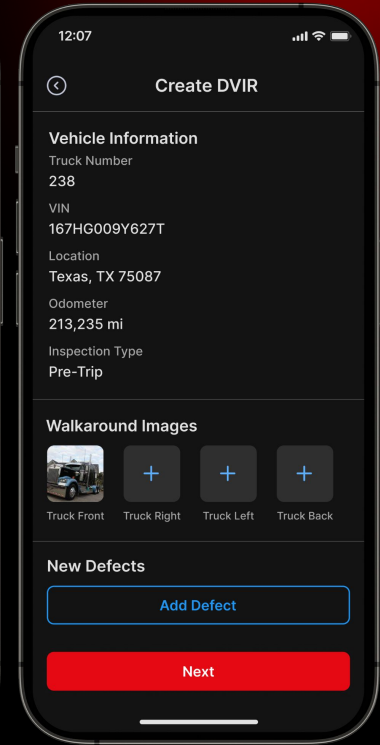 12:07
Create DVIR
Vehicle Information
Truck Number
238
VIN
167HG009Y627T
Location
Texas, TX 75087
Odometer
213,235 mi
Inspection Type
Pre-Trip
Walkaround Images
Truck Front Truck Right Truck Left Truck Back
New Defects
Add Defect
Next